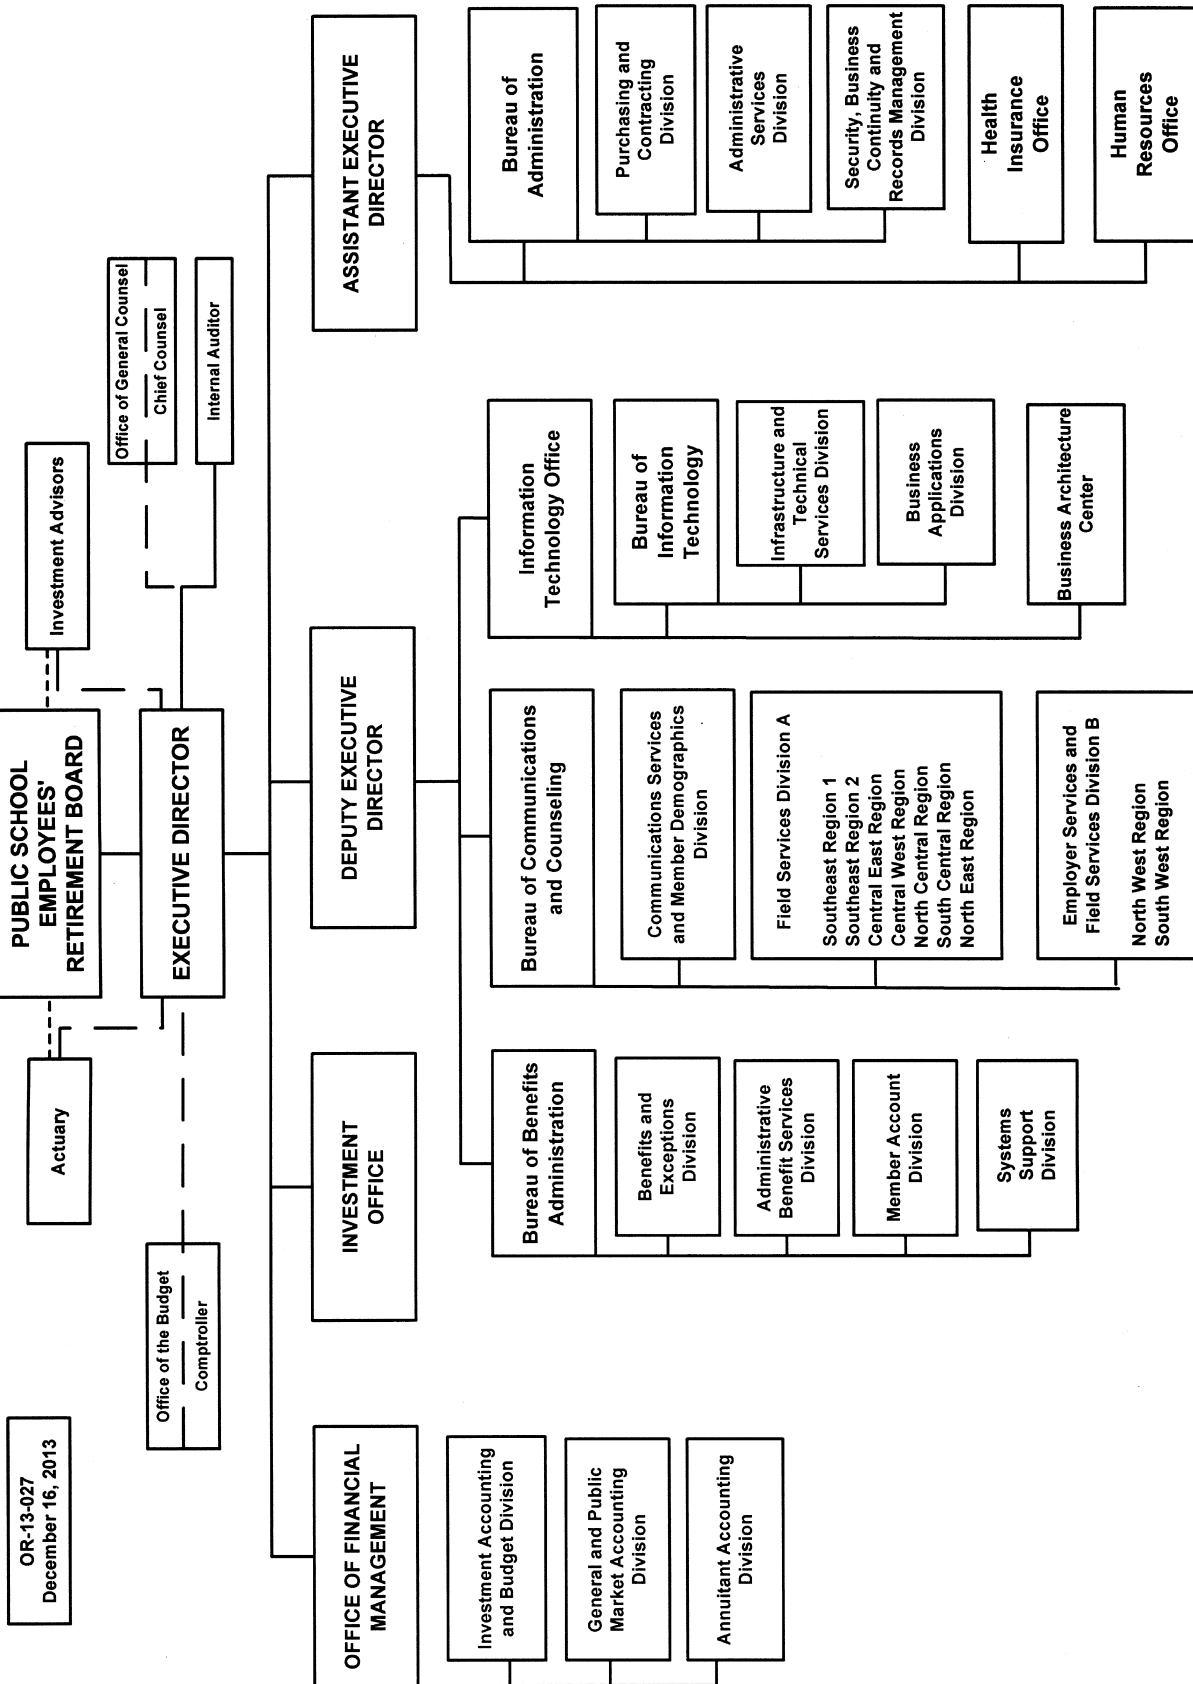 OR-13-027
December 16, 2013
PUBLIC SCHOOL
EMPLOYEES'
RETIREMENT BOARD
Actuary
Investment Advisors
EXECUTIVE DIRECTOR
Office of the Budget
Comptroller
Office of General Counsel
Chief Counsel
Internal Auditor
OFFICE OF FINANCIAL
MANAGEMENT
Investment Accounting
and Budget Division
General and Public
Market Accounting
Division
Annuitant Accounting
Division
INVESTMENT
OFFICE
DEPUTY EXECUTIVE
DIRECTOR
Bureau of Benefits
Administration
Benefits and
Exceptions
Division
Administrative
Benefit Services
Division
Member Account
Division
Systems
Support
Division
Bureau of Communications
and Counseling
Communications Services
and Member Demographics
Division
Field Services Division A
Southeast Region 1
Southeast Region 2
Central East Region
Central West Region
North Central Region
South Central Region
North East Region
Employer Services and
Field Services Division B
North West Region
South West Region
Information
Technology Office
Bureau of
Information
Technology
Infrastructure and
Technical
Services Division
Business
Applications
Division
Business Architecture
Center
ASSISTANT EXECUTIVE
DIRECTOR
Bureau of
Administration
Purchasing and
Contracting
Division
Administrative
Services
Division
Security, Business
Continuity and
Records Management
Division
Health
Insurance
Office
Human
Resources
Office